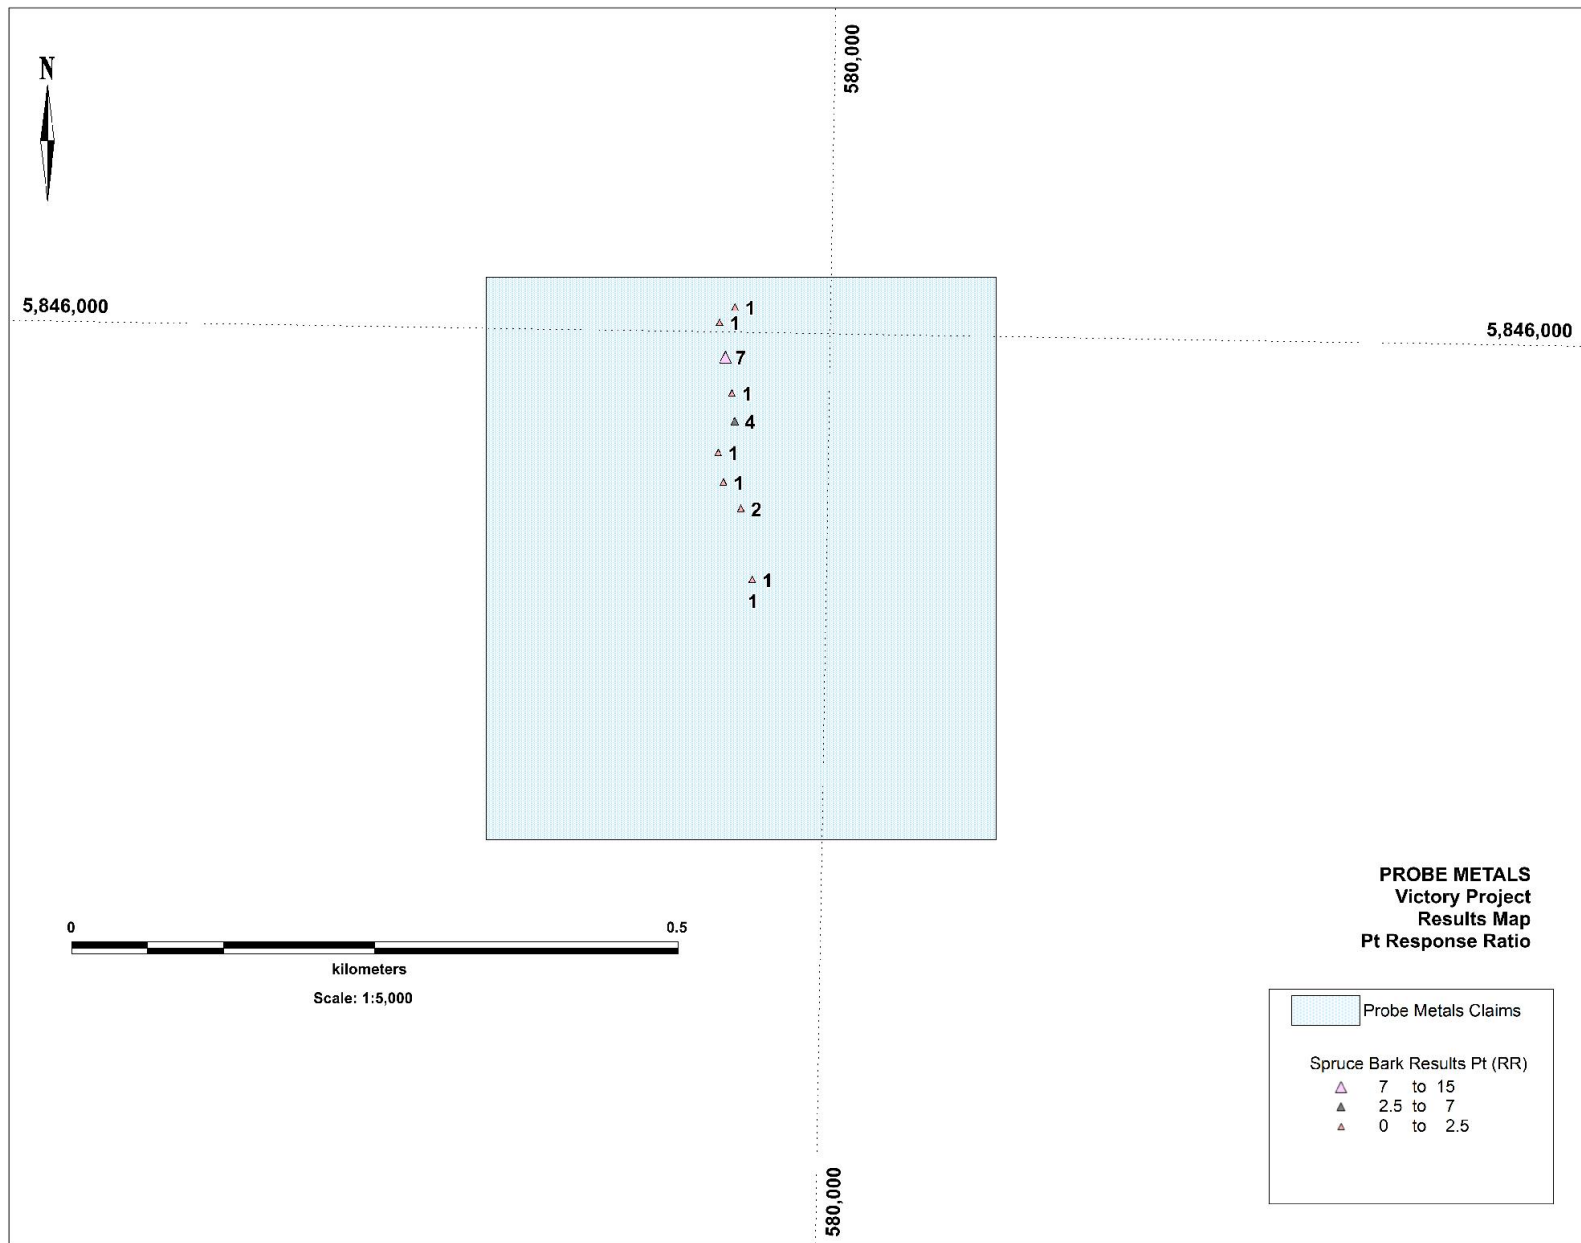 N
580,000
5,846,000
5,846,000
1
1
7
1
4
1
1
2
1
1
PROBE METALS
Victory Project
Results Map
Pt Response Ratio
0 0.5
kilometers
Scale: 1:5,000
Probe Metals Claims
Spruce Bark Results Pt (RR)
7 to 15
2.5 to 7
0 to 2.5
580,000